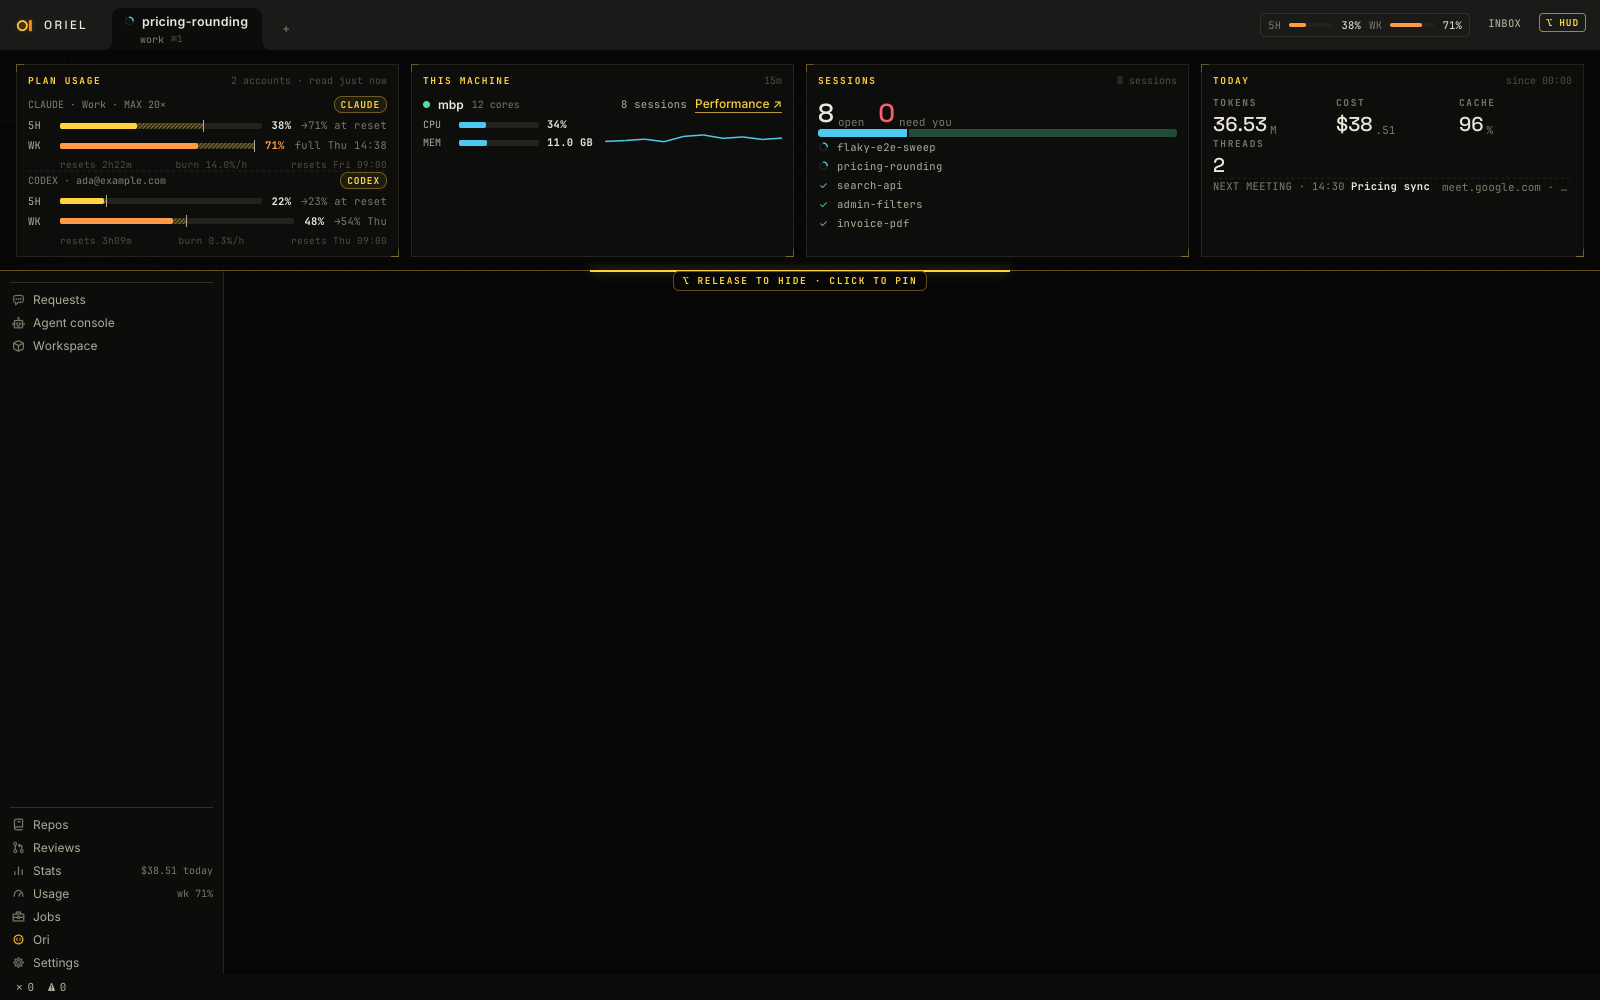 ORIEL
pricing-rounding
work ⌘1
+
5H 38% WK 71%
INBOX
⌥ HUD
PLAN USAGE 2 accounts · read just now
CLAUDE · Work · MAX 20× CLAUDE
5H 38% →71% at reset
WK 71% full Thu 14:38
resets 2h22m burn 14.0%/h resets Fri 09:00
CODEX · ada@example.com CODEX
5H 22% →23% at reset
WK 48% →54% Thu
resets 3h09m burn 0.3%/h resets Thu 09:00
THIS MACHINE 15m
mbp 12 cores 8 sessions Performance ↗
CPU 34%
MEM 11.0 GB
SESSIONS 8 sessions
8 open 0 need you
flaky-e2e-sweep
pricing-rounding
✓ search-api
✓ admin-filters
✓ invoice-pdf
TODAY since 00:00
TOKENS COST CACHE
36.53 M $38 .51 96 %
THREADS
2
NEXT MEETING · 14:30 Pricing sync meet.google.com · …
⌥ RELEASE TO HIDE · CLICK TO PIN
Requests
Agent console
Workspace
Repos
Reviews
Stats $38.51 today
Usage wk 71%
Jobs
Ori
Settings
× 0 ▲ 0